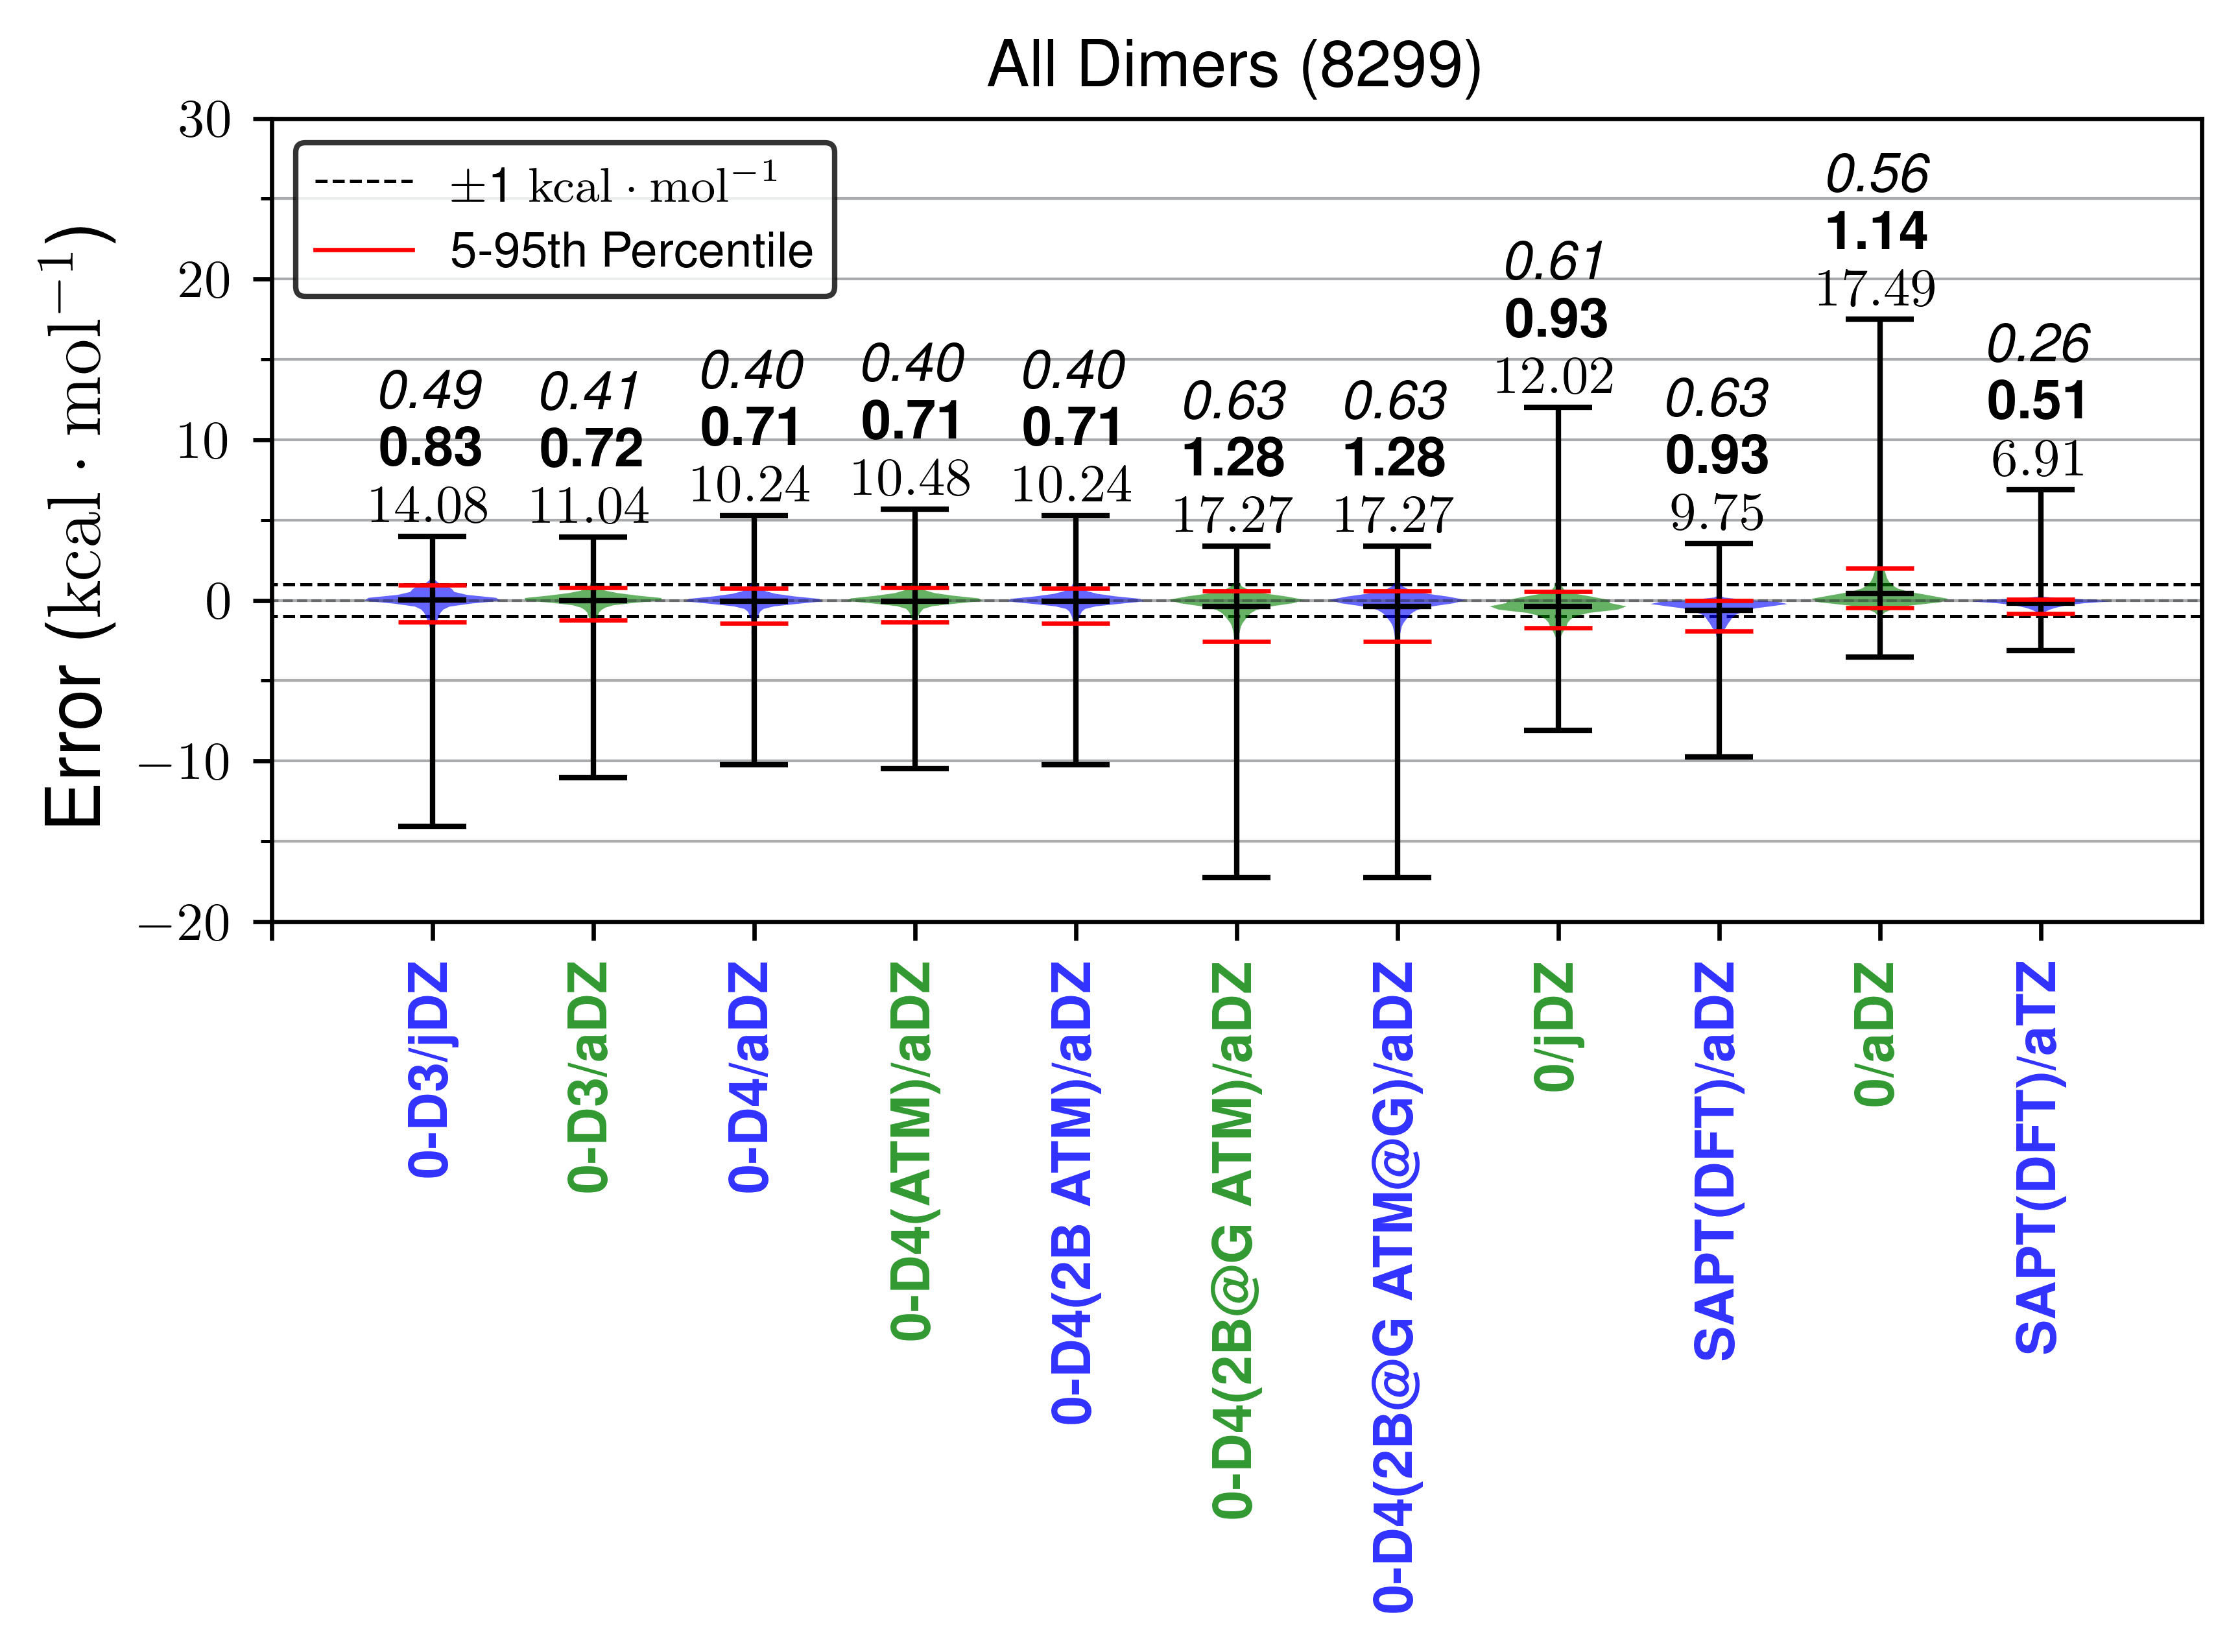 All Dimers (8299)
Error (kcal · mol⁻¹)
30
20
10
0
−10
−20
±1 kcal · mol⁻¹
5-95th Percentile
0.49
0.83
14.08
0.41
0.72
11.04
0.40
0.71
10.24
0.40
0.71
10.48
0.40
0.71
10.24
0.63
1.28
17.27
0.63
1.28
17.27
0.61
0.93
12.02
0.63
0.93
9.75
0.56
1.14
17.49
0.26
0.51
6.91
0-D3/jDZ
0-D3/aDZ
0-D4/aDZ
0-D4(ATM)/aDZ
0-D4(2B ATM)/aDZ
0-D4(2B@G ATM)/aDZ
0-D4(2B@G ATM@G)/aDZ
0/jDZ
SAPT(DFT)/aDZ
0/aDZ
SAPT(DFT)/aTZ